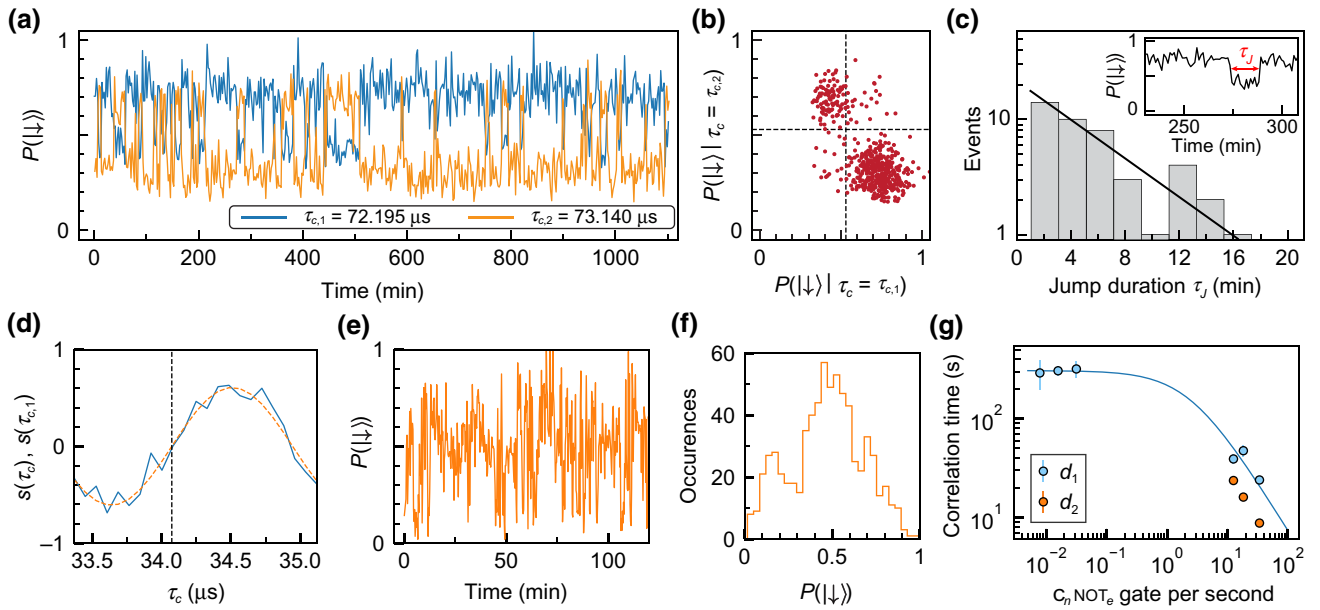 (a)
1
0
P(|↓⟩)
0
200
400
600
800
1000
Time (min)
τc,1 = 72.195 µs
τc,2 = 73.140 µs
(b)
1
0
P(|↓⟩ | τc = τc,2)
0
1
P(|↓⟩ | τc = τc,1)
(c)
10
1
Events
0
4
8
12
16
20
Jump duration τJ (min)
1
0
P(|↓⟩)
τJ
250
300
Time (min)
(d)
1
0
−1
s(τc), s(τc,1)
33.5
34.0
34.5
35.0
τc (µs)
(e)
1
0
P(|↓⟩)
0
50
100
Time (min)
(f)
60
40
20
0
Occurences
0
0.5
1
P(|↓⟩)
(g)
10²
10¹
Correlation time (s)
d1
d2
10⁻²
10⁻¹
10⁰
10¹
10²
CnNOTe gate per second